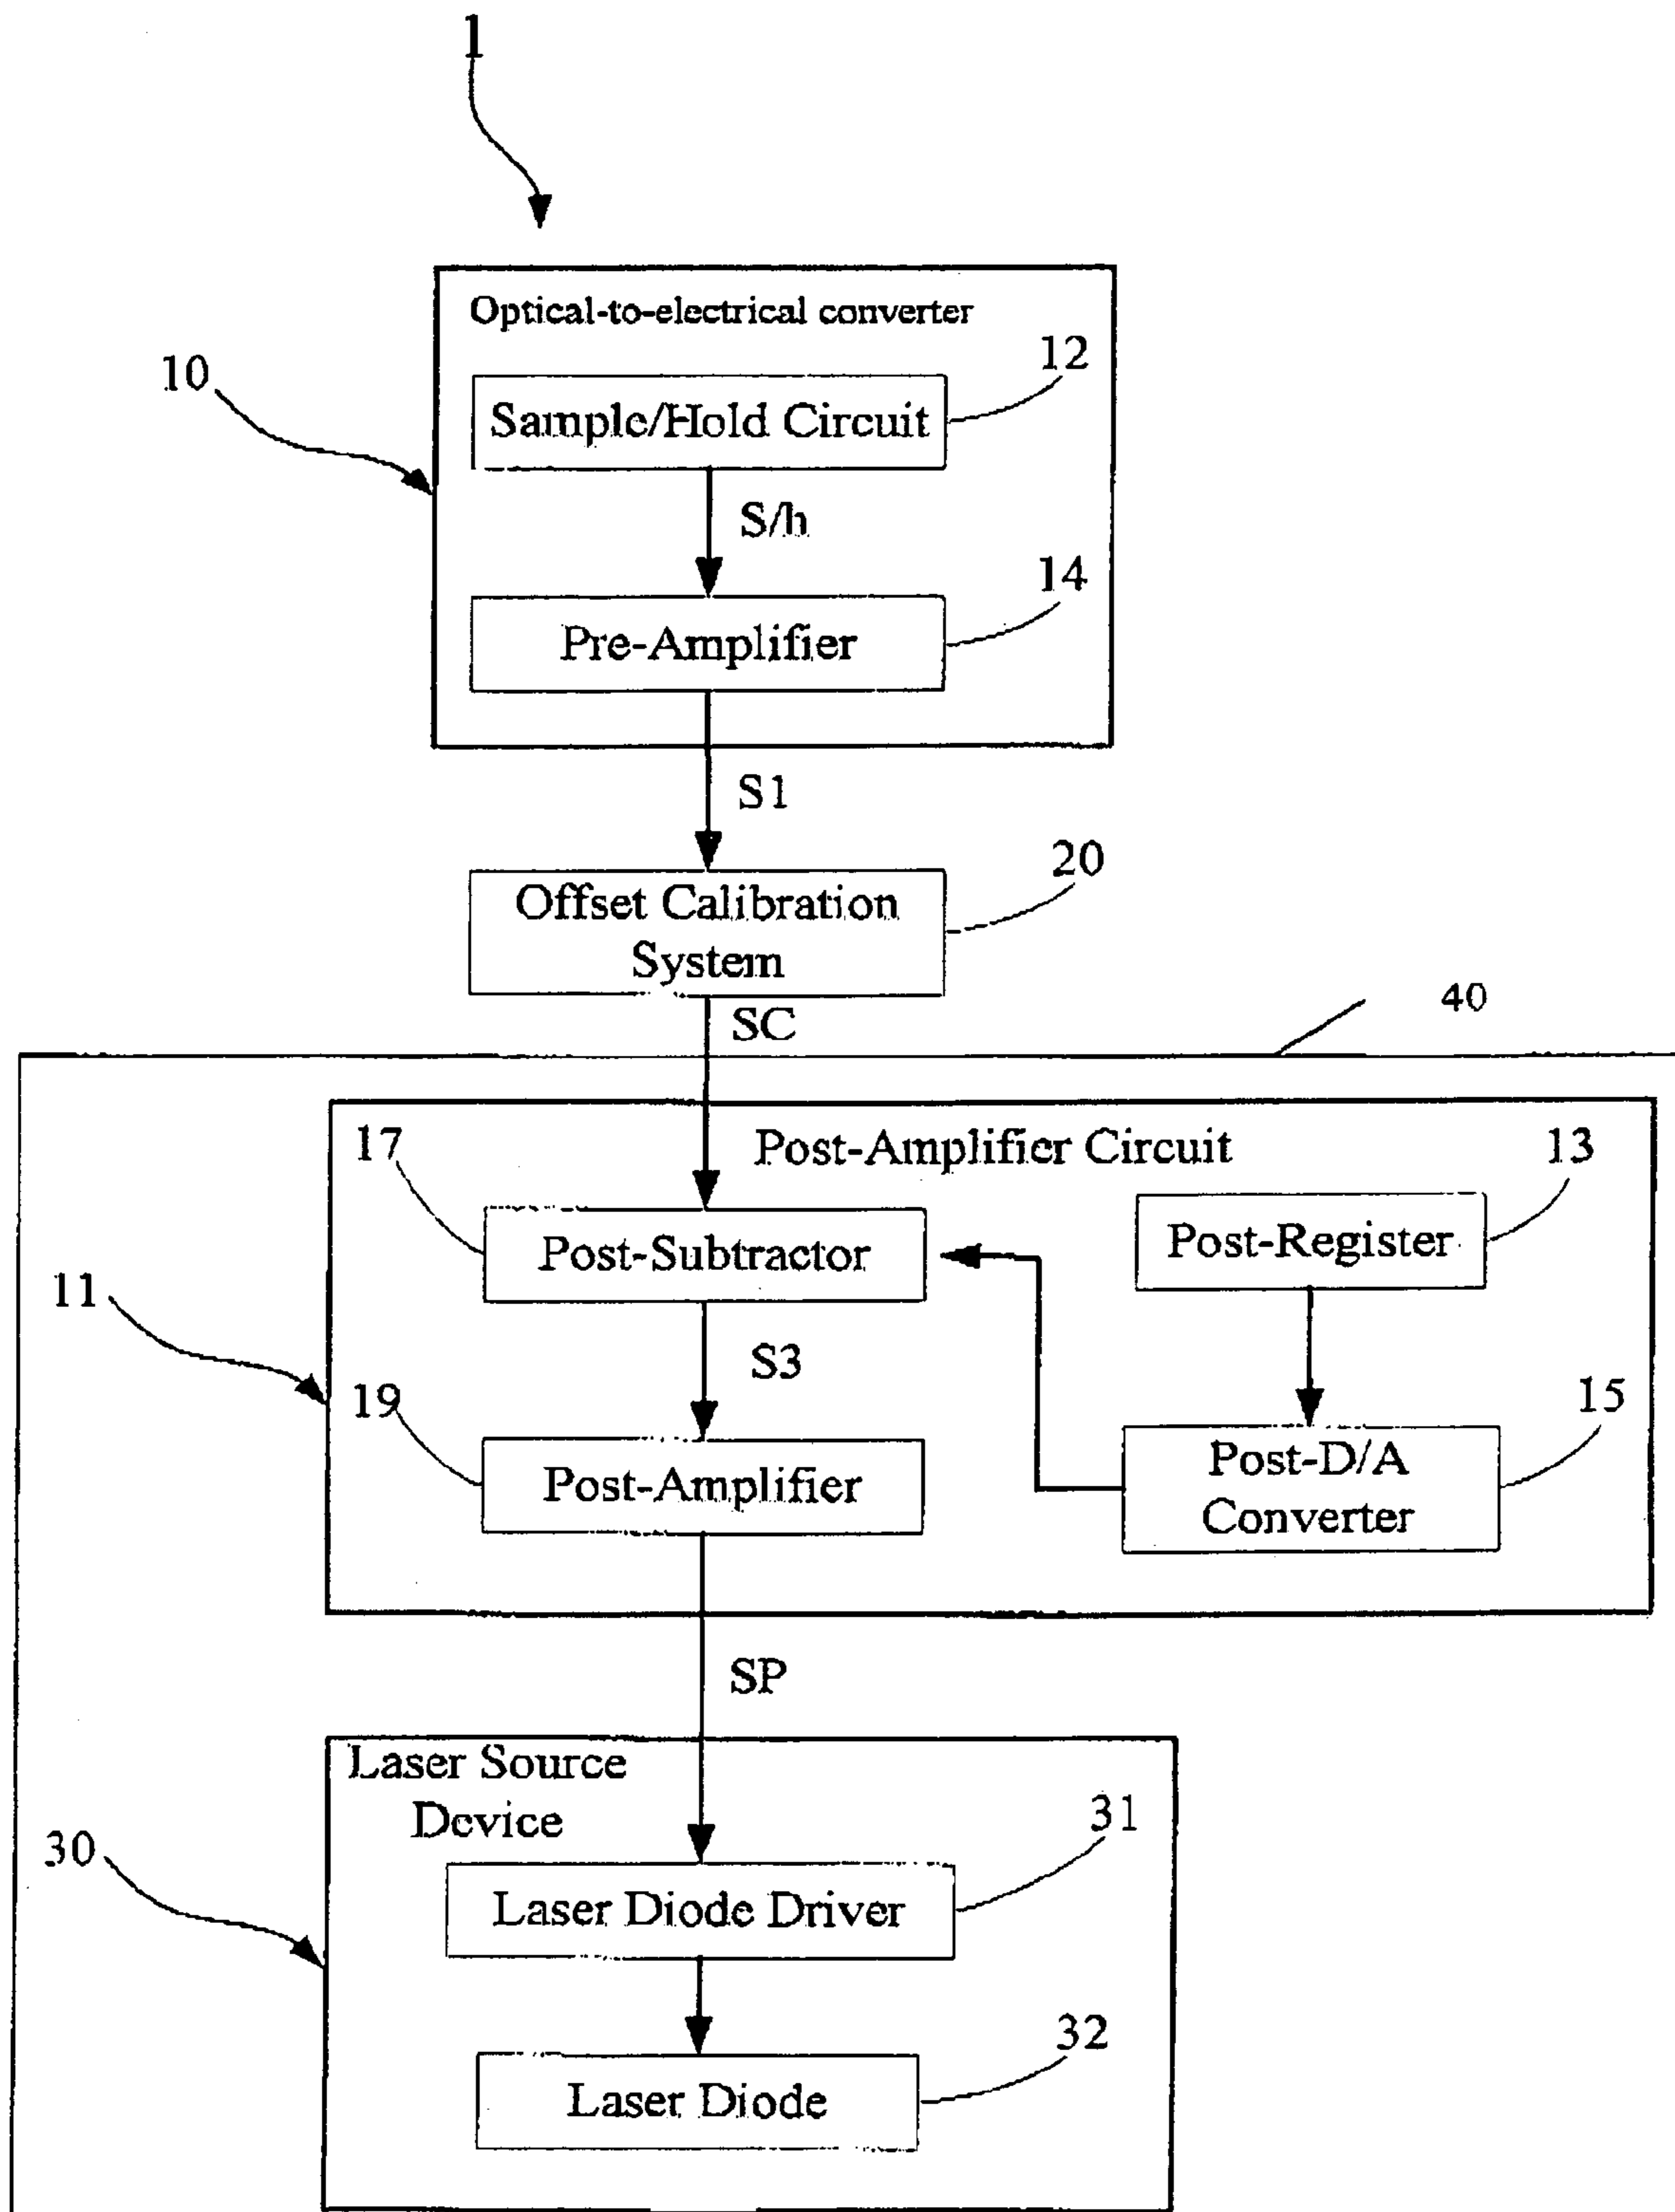 1
Optical-to-electrical converter
10
12
Sample/Hold Circuit
S/h
14
Pre-Amplifier
S1
20
Offset Calibration
System
SC
40
17
Post-Amplifier Circuit
13
Post-Subtractor
Post-Register
11
S3
19
15
Post-Amplifier
Post-D/A
Converter
SP
Laser Source
Device
30
31
Laser Diode Driver
32
Laser Diode